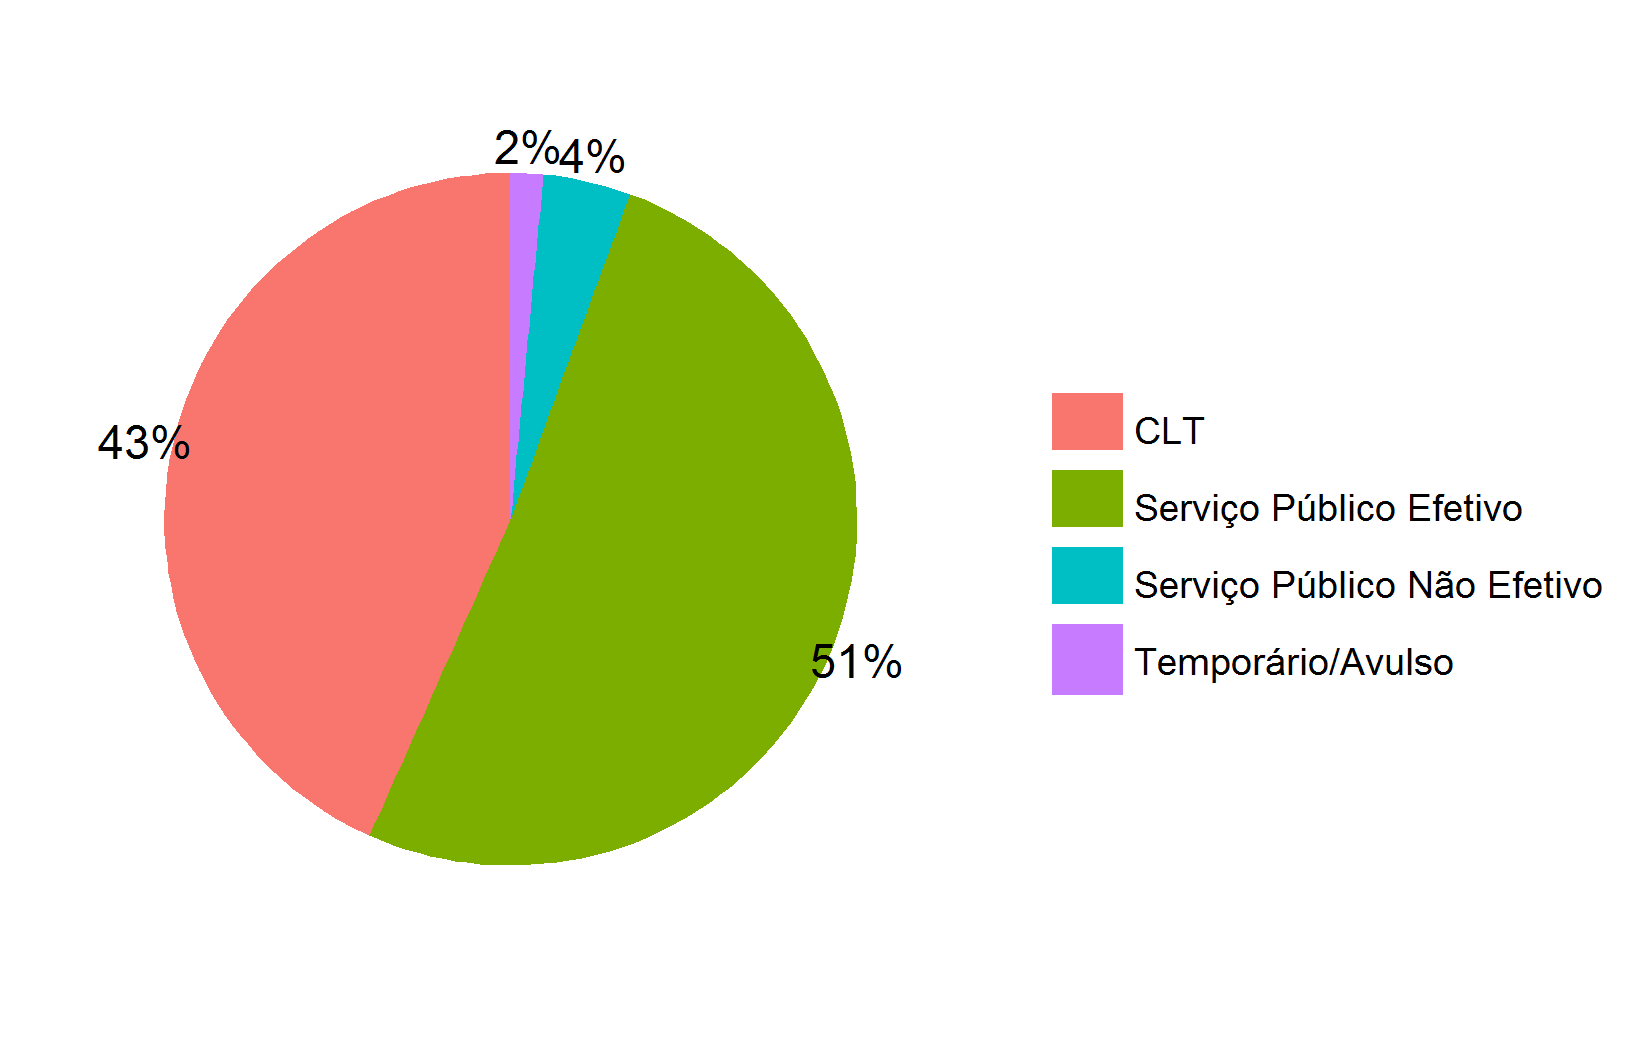 2%
4%
43%
51%
CLT
Serviço Público Efetivo
Serviço Público Não Efetivo
Temporário/Avulso